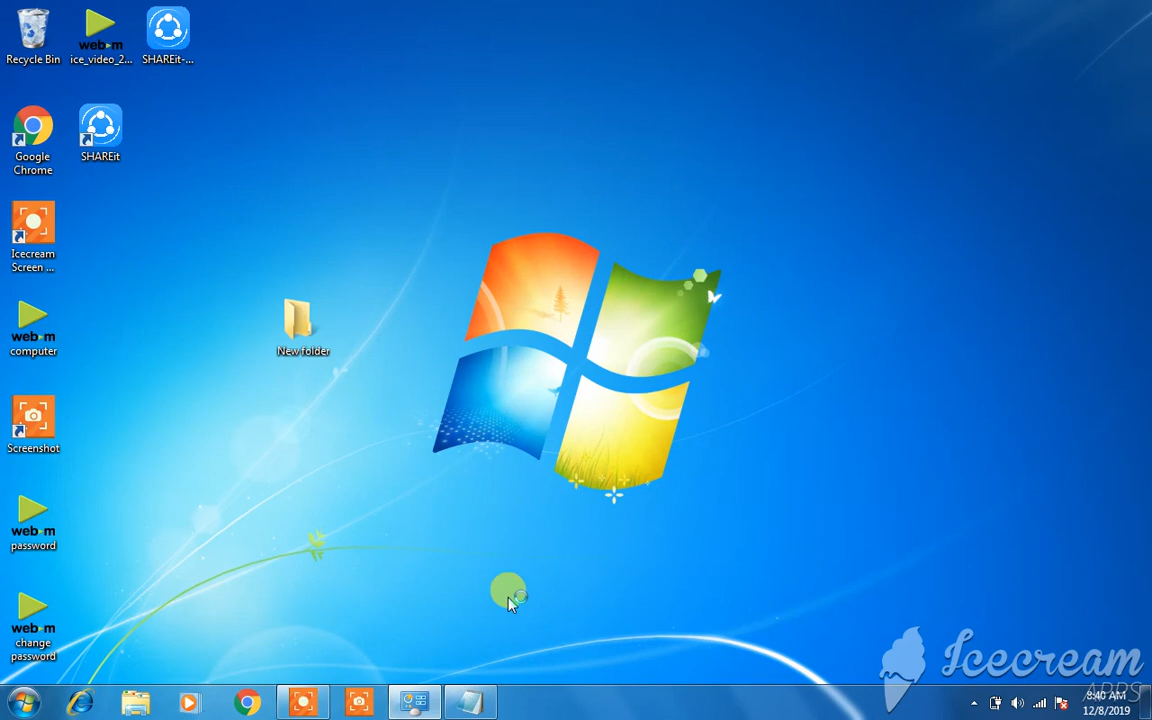 Recycle Bin
web-m
ice_video_2...
SHAREit-...
Google
Chrome
SHAREit
Icecream
Screen ...
web-m
computer
New folder
Screenshot
web-m
password
web-m
change
password
Icecream
APPS
8:40 AM
12/8/2019